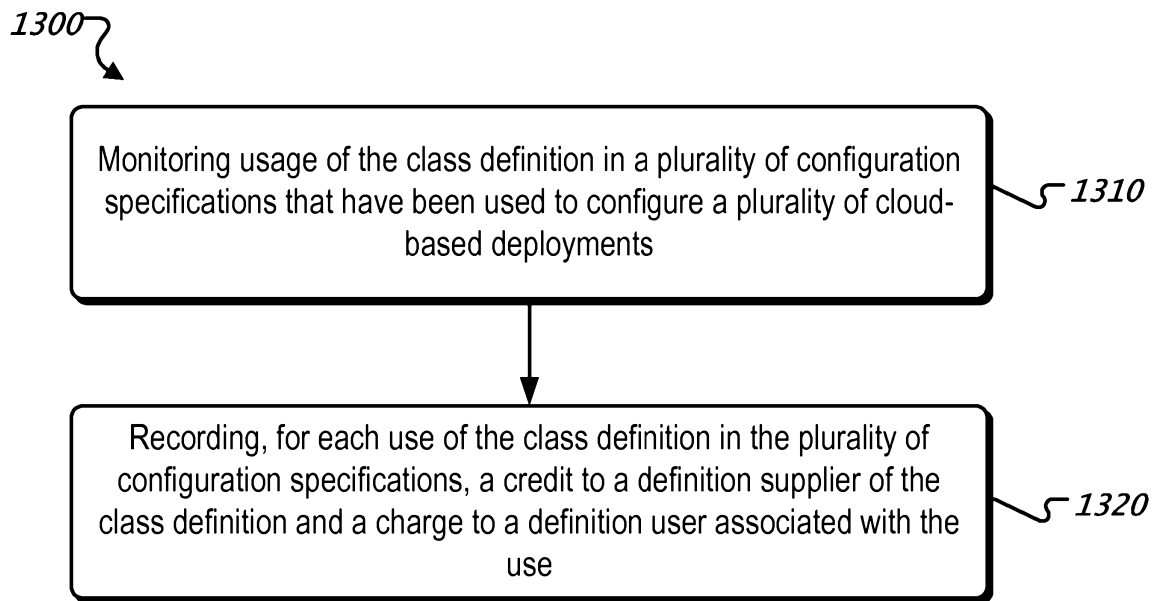 1300
Monitoring usage of the class definition in a plurality of configuration
specifications that have been used to configure a plurality of cloud-
based deployments
1310
Recording, for each use of the class definition in the plurality of
configuration specifications, a credit to a definition supplier of the
class definition and a charge to a definition user associated with the
use
1320